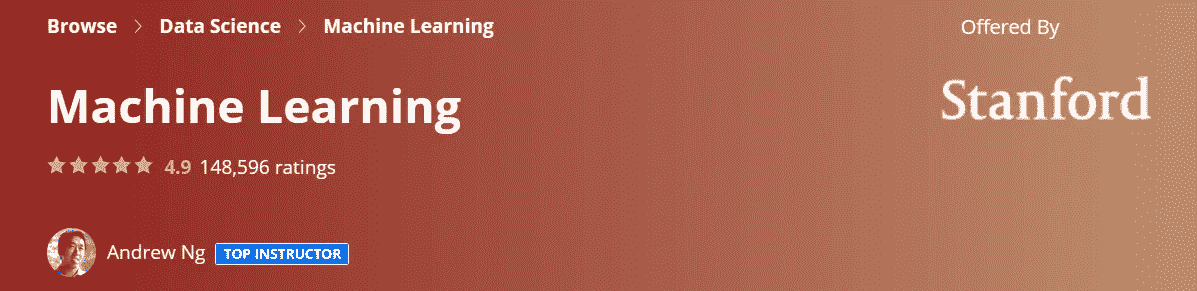 Browse > Data Science > Machine Learning
Offered By
Machine Learning
Stanford
4.9 148,596 ratings
Andrew Ng TOP INSTRUCTOR